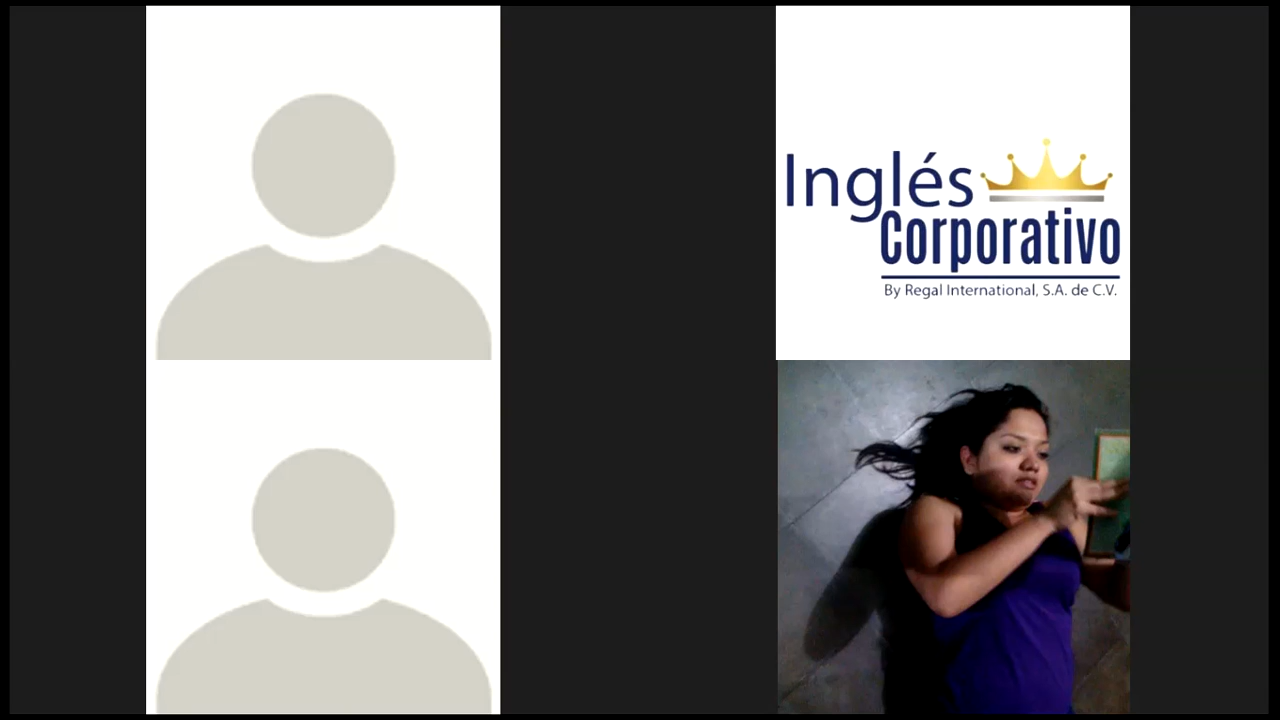 Inglés
Corporativo
By Regal International, S.A. de C.V.